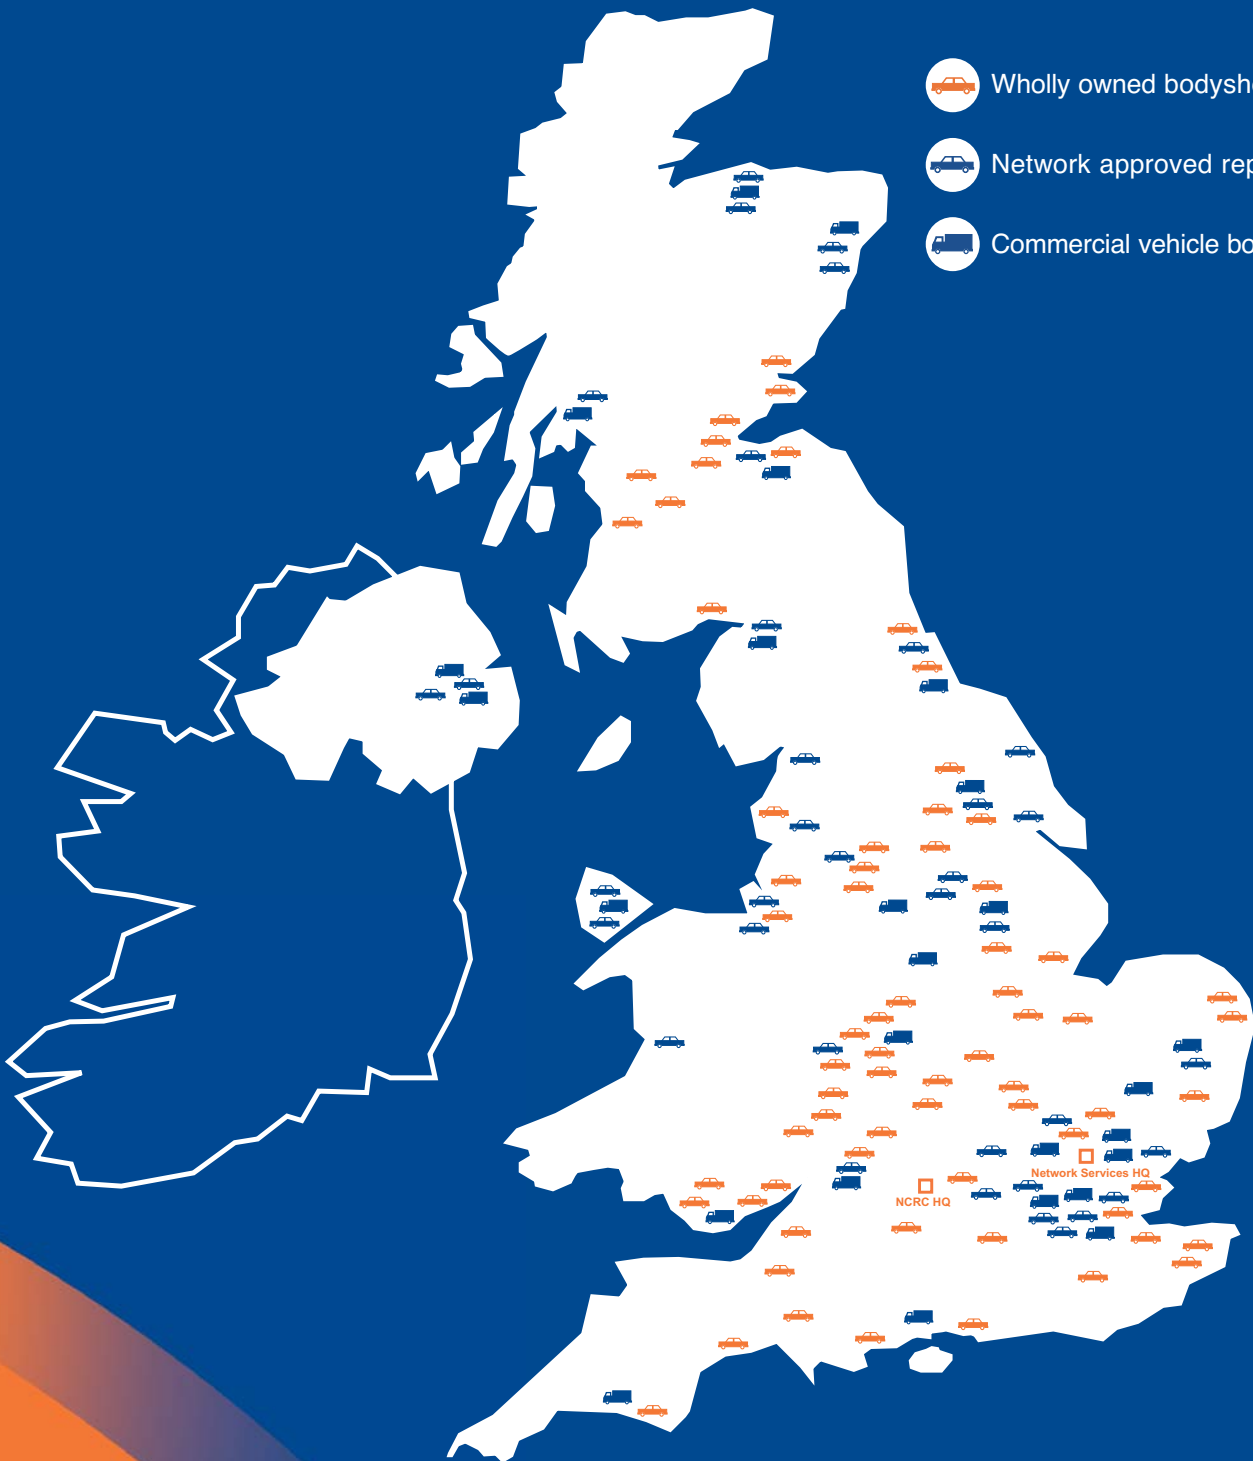 Wholly owned bodysh
Network approved rep
Commercial vehicle bo
Network Services HQ
NCRC HQ